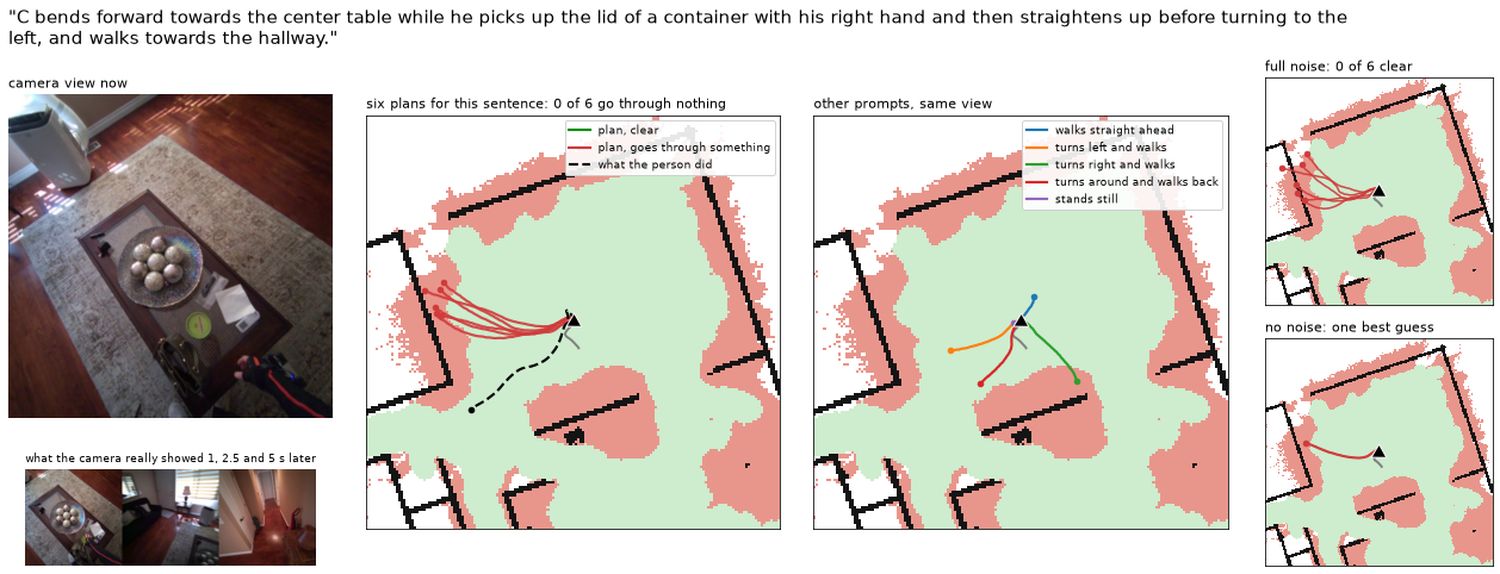 "C bends forward towards the center table while he picks up the lid of a container with his right hand and then straightens up before turning to the
left, and walks towards the hallway."
camera view now
what the camera really showed 1, 2.5 and 5 s later
six plans for this sentence: 0 of 6 go through nothing
plan, clear
plan, goes through something
what the person did
other prompts, same view
walks straight ahead
turns left and walks
turns right and walks
turns around and walks back
stands still
full noise: 0 of 6 clear
no noise: one best guess